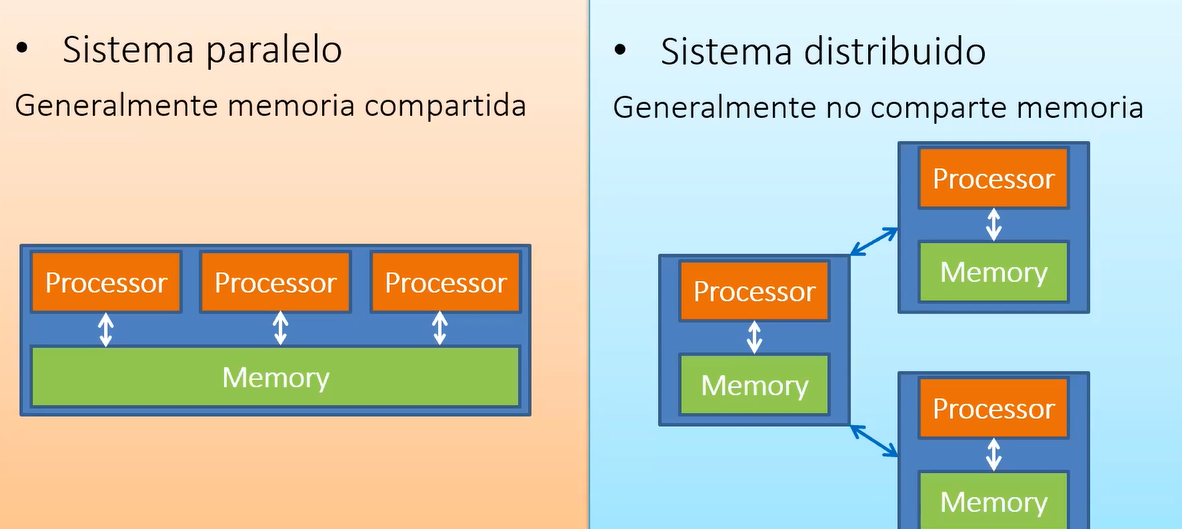 • Sistema paralelo
Generalmente memoria compartida
Processor
Processor
Processor
Memory
• Sistema distribuido
Generalmente no comparte memoria
Processor
Memory
Processor
Memory
Processor
Memory